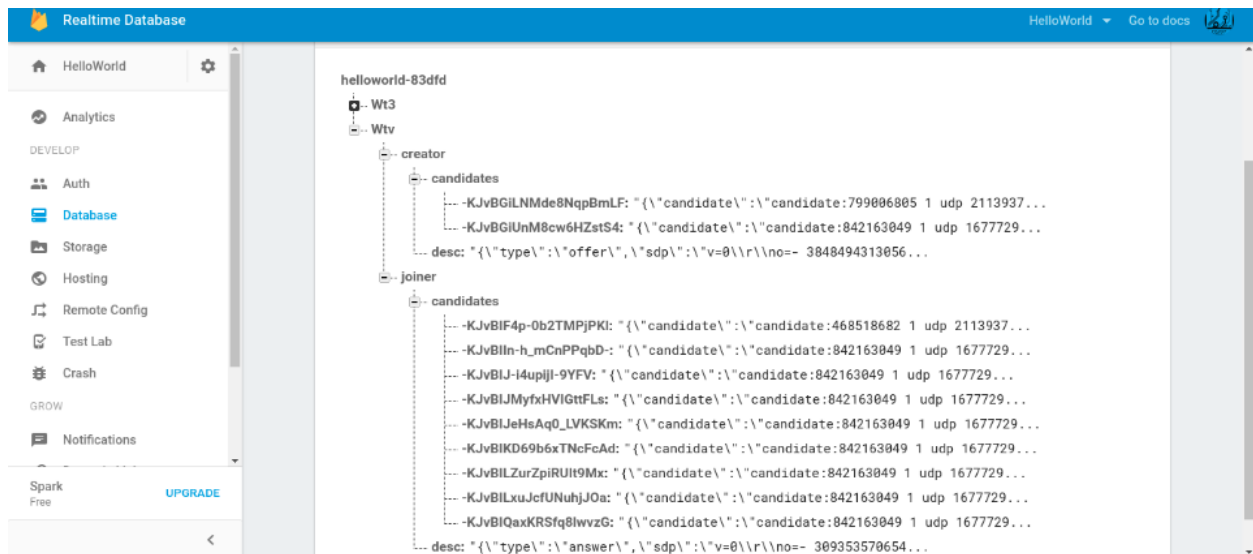 Realtime Database
HelloWorld
Go to docs
HelloWorld
Analytics
DEVELOP
Auth
Database
Storage
Hosting
Remote Config
Test Lab
Crash
GROW
Notifications
Spark
Free
UPGRADE
helloworld-83dfd
Wt3
Wtv
creator
candidates
-KJvBGiLNMde8NqpBmLF: "{\"candidate\":\"candidate:799006805 1 udp 2113937...
-KJvBGiUnM8cw6HZstS4: "{\"candidate\":\"candidate:842163049 1 udp 1677729...
desc: "{\"type\":\"offer\",\"sdp\":\"v=0\\r\\no=- 3848494313056...
joiner
candidates
-KJvBIF4p-0b2TMPjPKl: "{\"candidate\":\"candidate:468518682 1 udp 2113937...
-KJvBIIn-h_mCnPPqbD-: "{\"candidate\":\"candidate:842163049 1 udp 1677729...
-KJvBIJ-I4upijI-9YFV: "{\"candidate\":\"candidate:842163049 1 udp 1677729...
-KJvBIJMyfxHVlGttFLs: "{\"candidate\":\"candidate:842163049 1 udp 1677729...
-KJvBIJeHsAq0_LVKSKm: "{\"candidate\":\"candidate:842163049 1 udp 1677729...
-KJvBIKD69b6xTNcFcAd: "{\"candidate\":\"candidate:842163049 1 udp 1677729...
-KJvBILZurZpiRUIt9Mx: "{\"candidate\":\"candidate:842163049 1 udp 1677729...
-KJvBILxuJcfUNuhjJOa: "{\"candidate\":\"candidate:842163049 1 udp 1677729...
-KJvBIQaxKRSfq8lwvzG: "{\"candidate\":\"candidate:842163049 1 udp 1677729...
desc: "{\"type\":\"answer\",\"sdp\":\"v=0\\r\\no=- 309353570654...